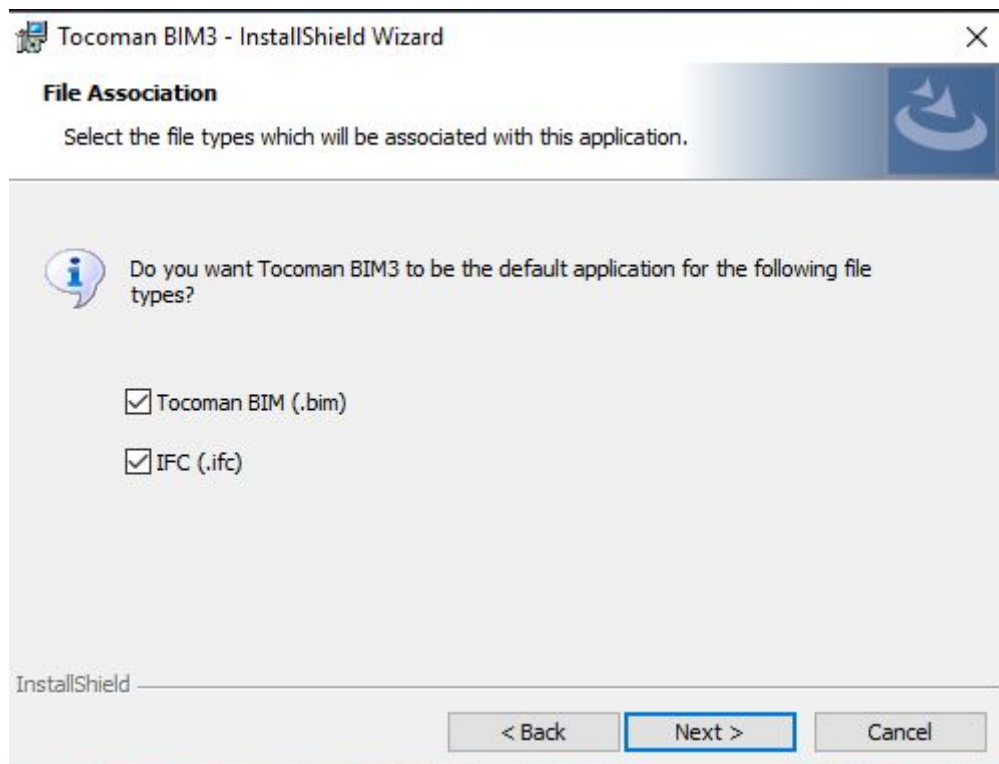 Tocoman BIM3 - InstallShield Wizard
File Association
Select the file types which will be associated with this application.
Do you want Tocoman BIM3 to be the default application for the following file
types?
Tocoman BIM (.bim)
IFC (.ifc)
InstallShield
< Back
Next >
Cancel